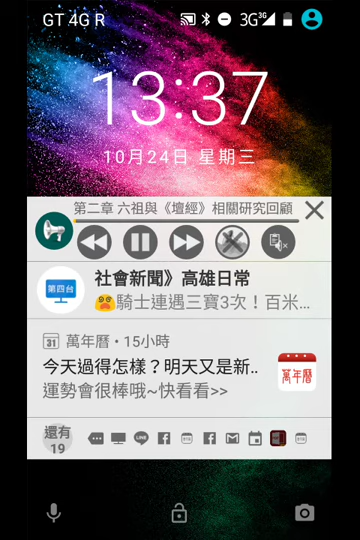 GT 4G R
3G 3G
13:37
10月24日 星期三
第二章 六祖與《壇經》相關研究回顧
第四台
社會新聞》高雄日常
😵騎士連遇三寶3次！百米…
31 萬年曆 • 15小時
今天過得怎樣？明天又是新..
運勢會很棒哦~快看看>>
萬年曆
還有
19
LINE